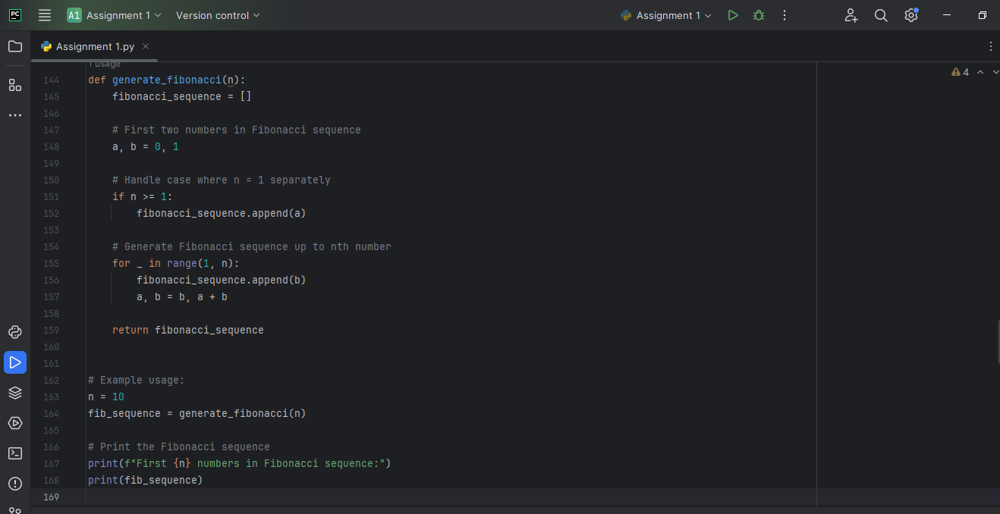 PC A1 Assignment 1 Version control Assignment 1
Assignment 1.py
1 usage
4
144 def generate_fibonacci(n):
145     fibonacci_sequence = []
146
147     # First two numbers in Fibonacci sequence
148     a, b = 0, 1
149
150     # Handle case where n = 1 separately
151     if n >= 1:
152         fibonacci_sequence.append(a)
153
154     # Generate Fibonacci sequence up to nth number
155     for _ in range(1, n):
156         fibonacci_sequence.append(b)
157         a, b = b, a + b
158
159     return fibonacci_sequence
160
161
162 # Example usage:
163 n = 10
164 fib_sequence = generate_fibonacci(n)
165
166 # Print the Fibonacci sequence
167 print(f"First {n} numbers in Fibonacci sequence:")
168 print(fib_sequence)
169